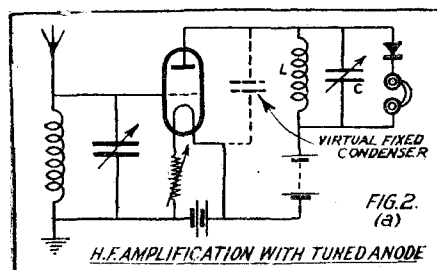 L
C
VIRTUAL FIXED
CONDENSER
FIG.2.
(a)
H.F. AMPLIFICATION WITH TUNED ANODE